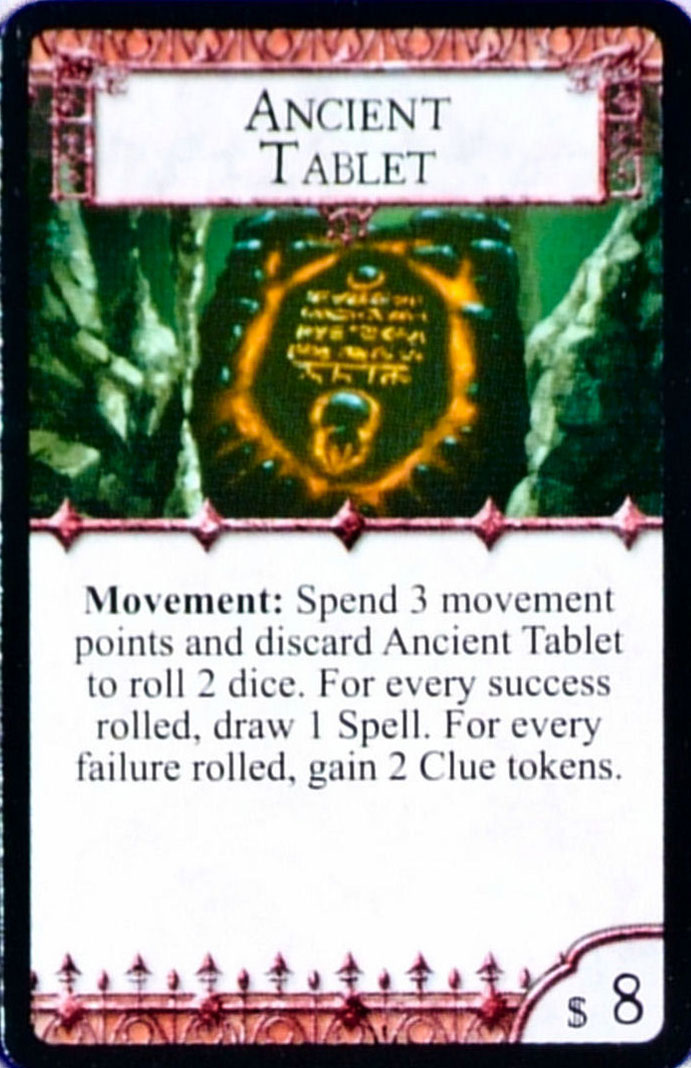 ANCIENT
TABLET
Movement: Spend 3 movement
points and discard Ancient Tablet
to roll 2 dice. For every success
rolled, draw 1 Spell. For every
failure rolled, gain 2 Clue tokens.
$ 8